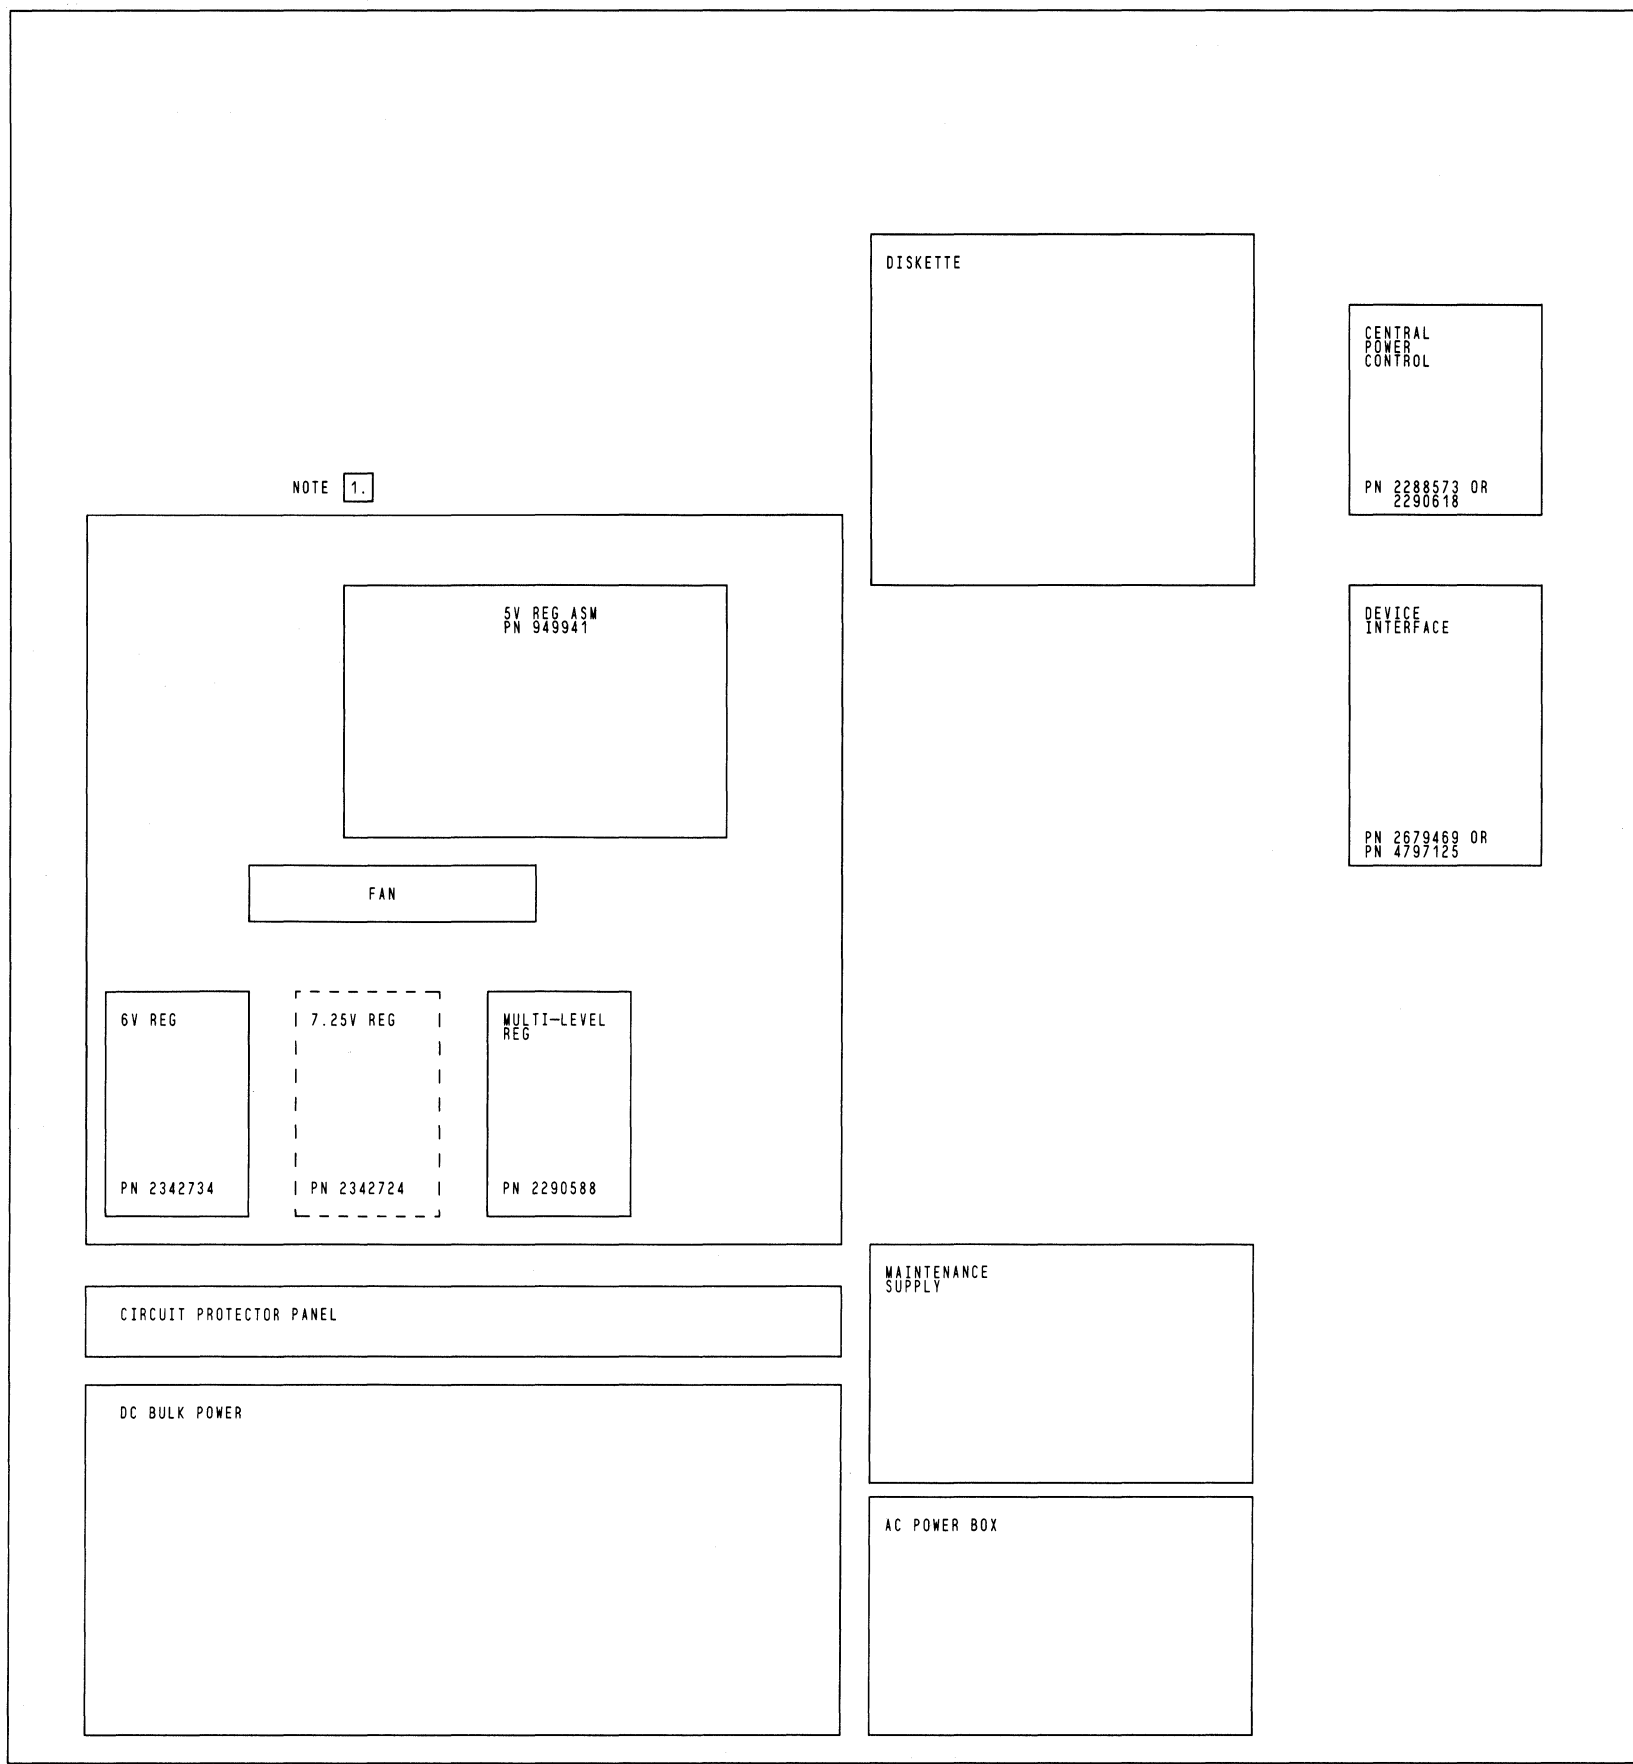 DISKETTE
CENTRAL
POWER
CONTROL
PN 2288573 OR
2290618
NOTE 1.
5V REG ASM
PN 949941
DEVICE
INTERFACE
PN 2679469 OR
PN 4797125
FAN
6V REG
PN 2342734
7.25V REG
PN 2342724
MULTI-LEVEL
REG
PN 2290588
CIRCUIT PROTECTOR PANEL
MAINTENANCE
SUPPLY
DC BULK POWER
AC POWER BOX